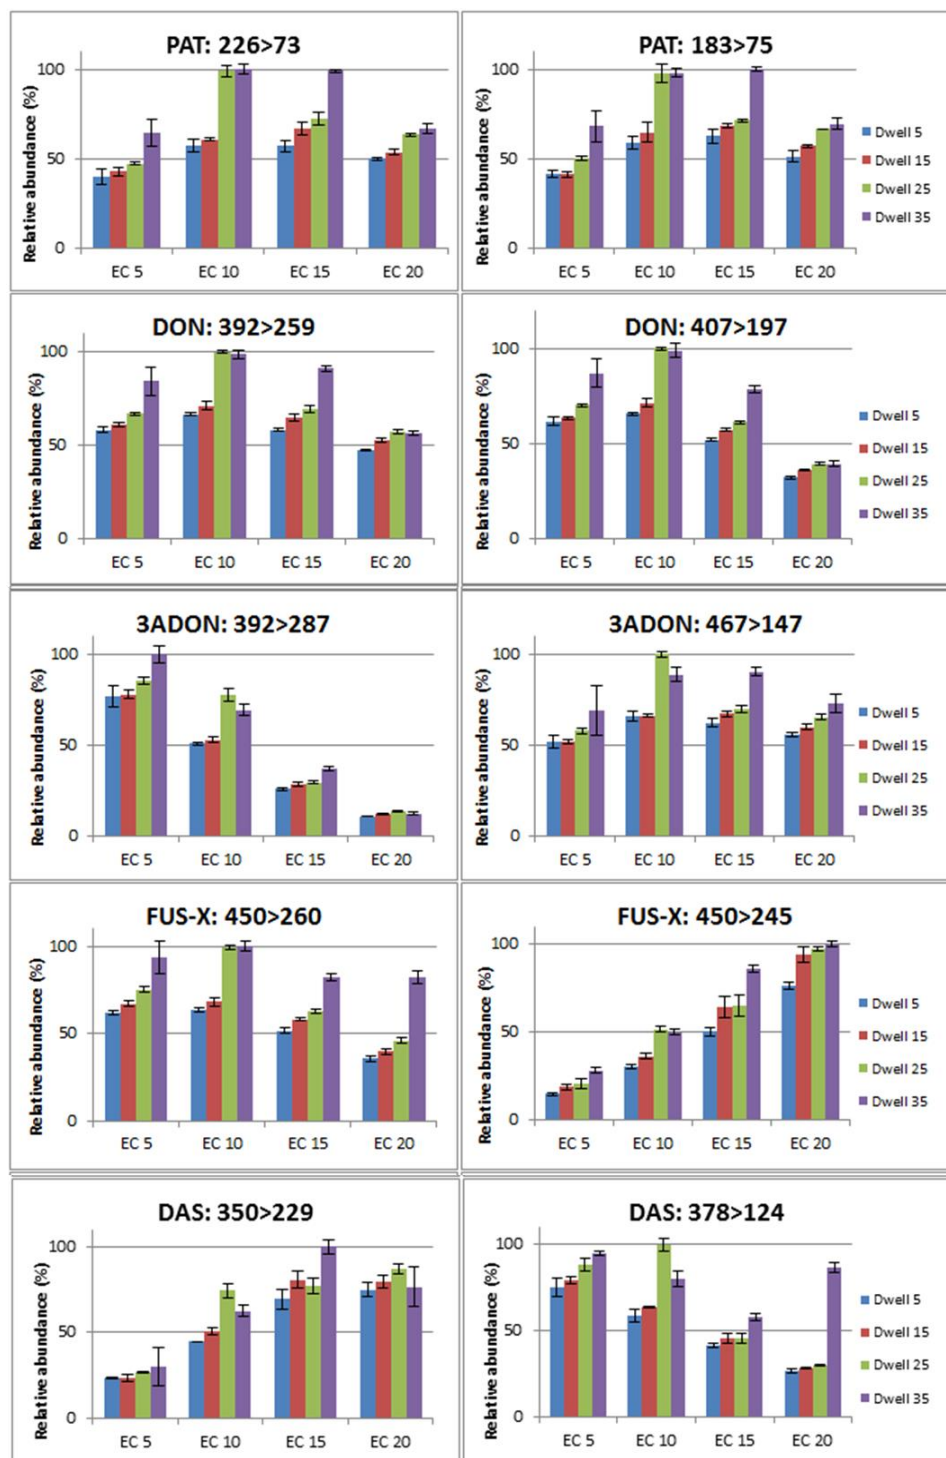 PAT: 226>73
Relative abundance (%)
100
50
0
EC 5 EC 10 EC 15 EC 20
PAT: 183>75
Relative abundance (%)
100
50
0
EC 5 EC 10 EC 15 EC 20
Dwell 5
Dwell 15
Dwell 25
Dwell 35
DON: 392>259
Relative abundance (%)
100
50
0
EC 5 EC 10 EC 15 EC 20
DON: 407>197
Relative abundance (%)
100
50
0
EC 5 EC 10 EC 15 EC 20
Dwell 5
Dwell 15
Dwell 25
Dwell 35
3ADON: 392>287
Relative abundance (%)
100
50
0
EC 5 EC 10 EC 15 EC 20
3ADON: 467>147
Relative abundance (%)
100
50
0
EC 5 EC 10 EC 15 EC 20
Dwell 5
Dwell 15
Dwell 25
Dwell 35
FUS-X: 450>260
Relative abundance (%)
100
50
0
EC 5 EC 10 EC 15 EC 20
FUS-X: 450>245
Relative abundance (%)
100
50
0
EC 5 EC 10 EC 15 EC 20
Dwell 5
Dwell 15
Dwell 25
Dwell 35
DAS: 350>229
Relative abundance (%)
100
50
0
EC 5 EC 10 EC 15 EC 20
DAS: 378>124
Relative abundance (%)
100
50
0
EC 5 EC 10 EC 15 EC 20
Dwell 5
Dwell 15
Dwell 25
Dwell 35